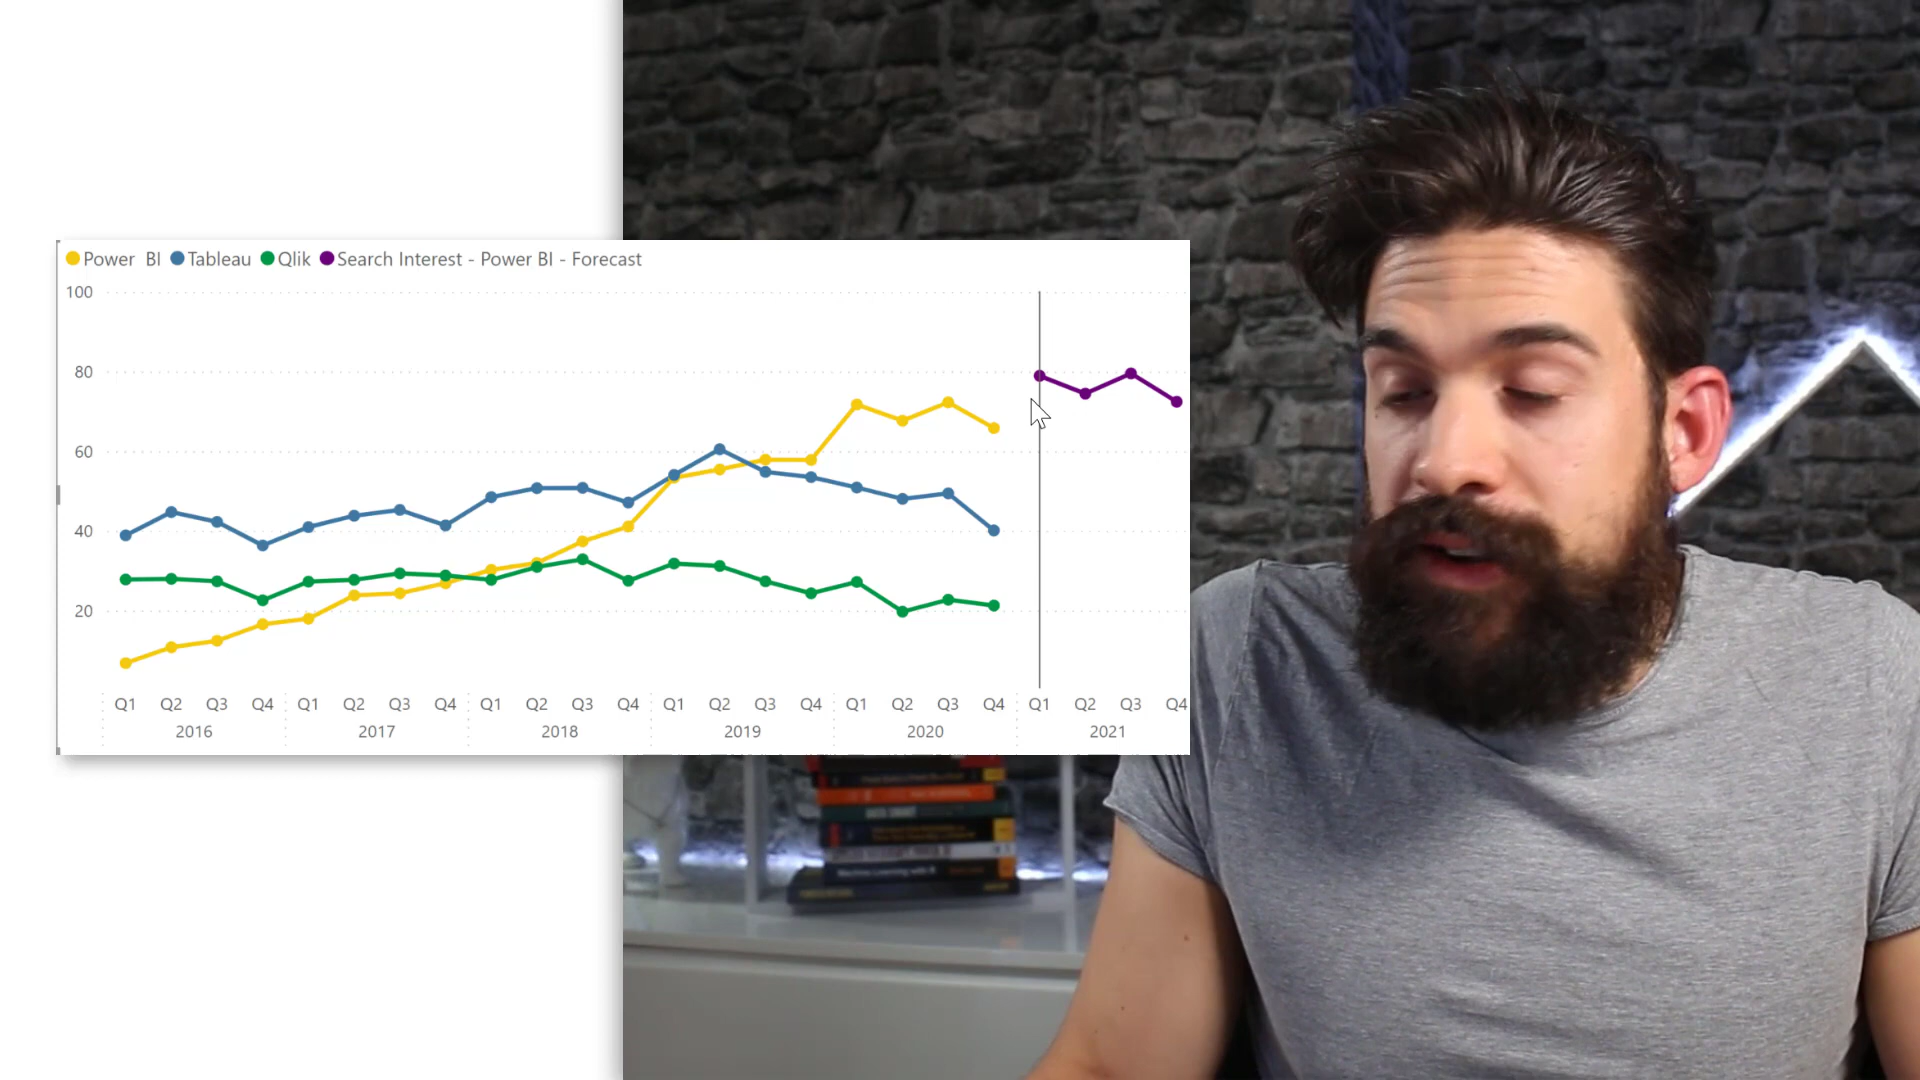 Power BI Tableau Qlik Search Interest - Power BI - Forecast
100
80
60
40
20
Q1 Q2 Q3 Q4 Q1 Q2 Q3 Q4 Q1 Q2 Q3 Q4 Q1 Q2 Q3 Q4 Q1 Q2 Q3 Q4 Q1 Q2 Q3 Q4
2016 2017 2018 2019 2020 2021